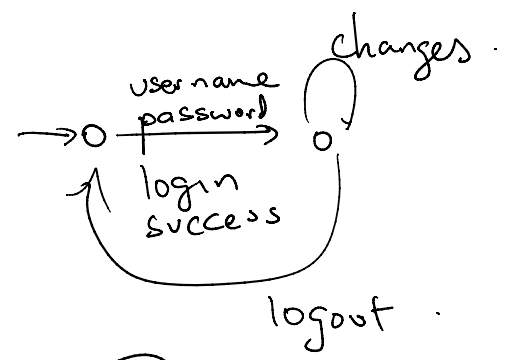 changes.
username
password
login
success
logout.